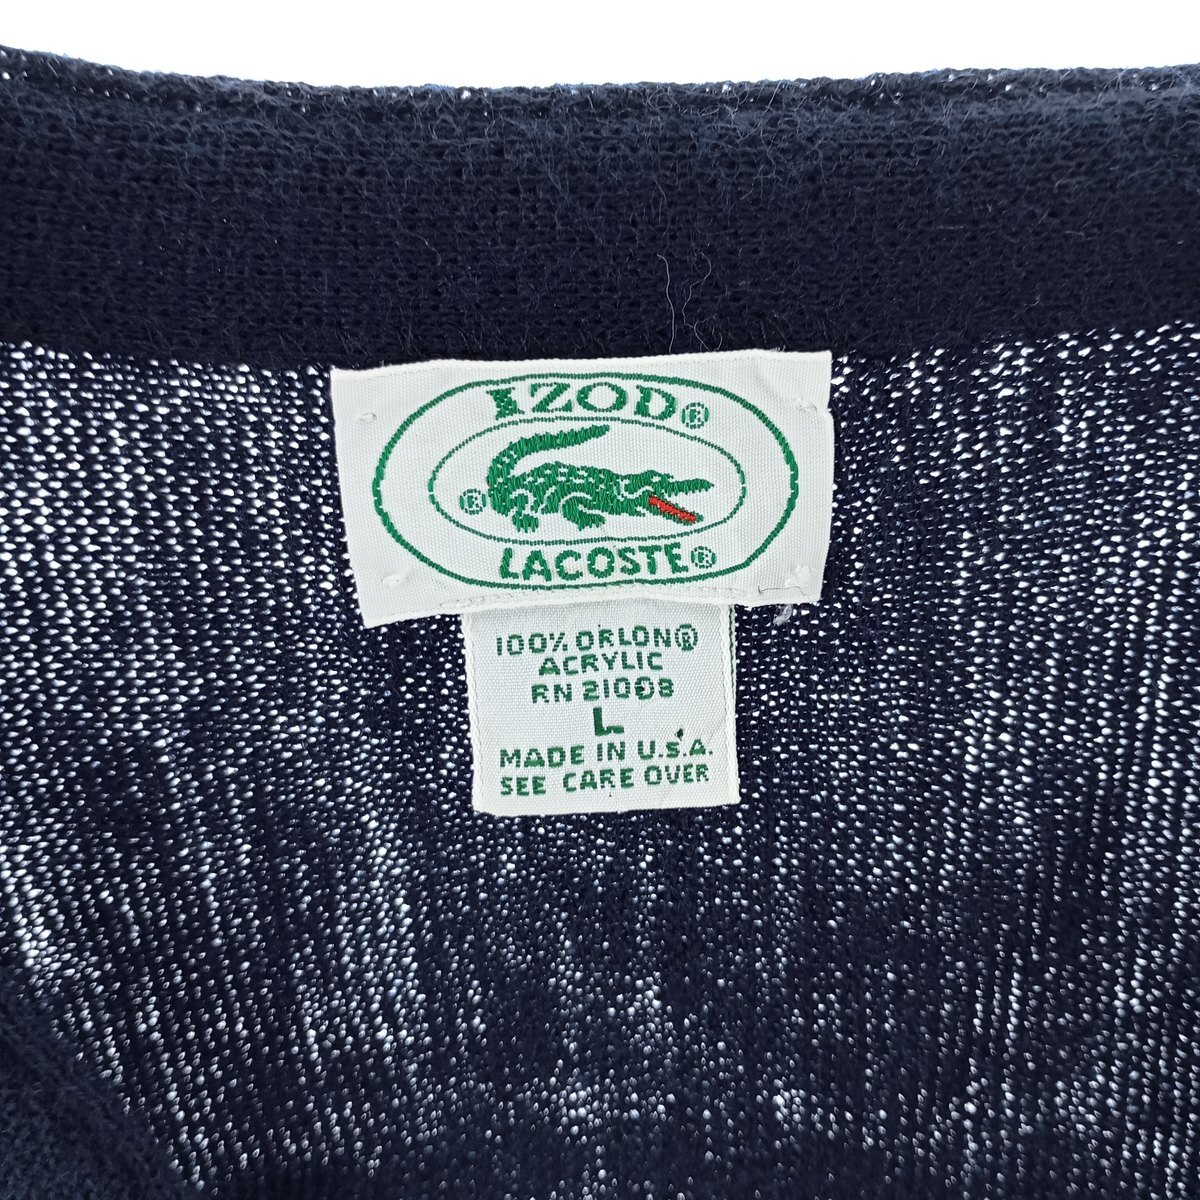 IZOD®
®
LACOSTE®
100% ORLON®
ACRYLIC
RN 21008
L
MADE IN U.S.A.
SEE CARE OVER